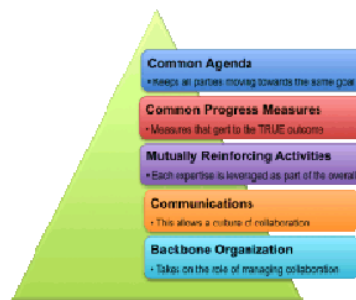 Common Agenda
• Keeps all parties moving towards the same goal
Common Progress Measures
• Measures that get to the TRUE outcome
Mutually Reinforcing Activities
• Each expertise is leveraged as part of the overall
Communications
• This allows a culture of collaboration
Backbone Organization
• Takes on the role of managing collaboration